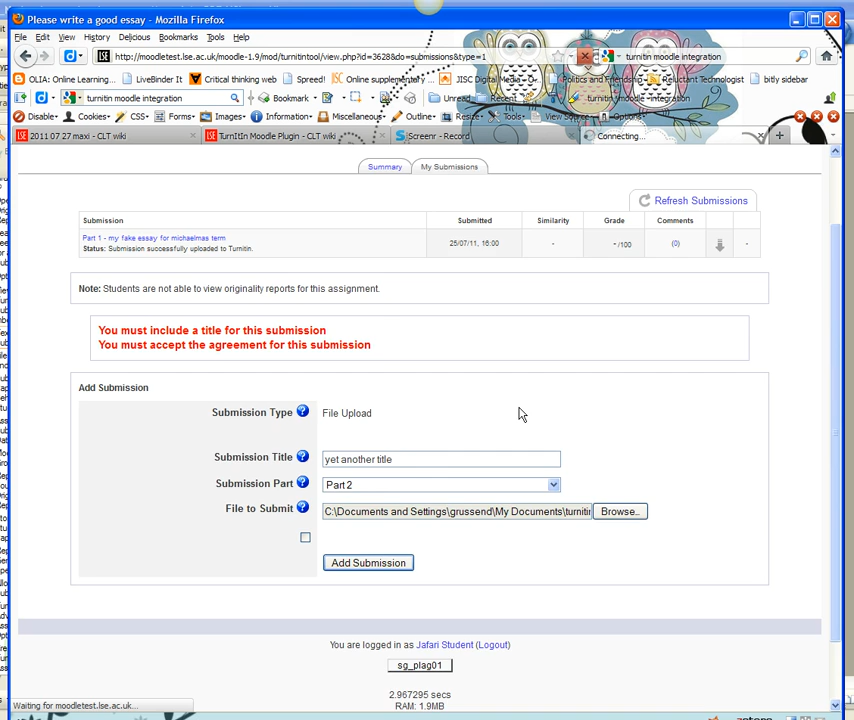 Please write a good essay - Mozilla Firefox
File Edit View History Delicious Bookmarks Tools Help
http://moodletest.lse.ac.uk/moodle-1.9/mod/turnitintool/view.php?id=3628&do=submissions&type=1
turnitin moodle integration
OLIA: Online Learning... LiveBinder It Critical thinking web Spreed! Online supplementary... JISC Digital Media - O... Politics and Friendship Reluctant Technologist bitly sidebar
turnitin moodle integration Bookmark Unread Recent turnitin moodle integration
Disable Cookies CSS Forms Images Information Miscellaneous Outline Resize Tools View Source Options
2011 07 27 maxi - CLT wiki TurnItIn Moodle Plugin - CLT wiki Screenr - Record Connecting...
Summary My Submissions
Refresh Submissions
Submission Submitted Similarity Grade Comments
Part 1 - my fake essay for michaelmas term
Status: Submission successfully uploaded to Turnitin.
25/07/11, 16:00 - -/100 (0) -
Note: Students are not able to view originality reports for this assignment.
You must include a title for this submission
You must accept the agreement for this submission
Add Submission
Submission Type File Upload
Submission Title yet another title
Submission Part Part 2
File to Submit C:\Documents and Settings\grussend\My Documents\turnitin Browse...
Add Submission
You are logged in as Jafari Student (Logout)
sg_plag01
2.967295 secs
RAM: 1.9MB
Waiting for moodletest.lse.ac.uk...